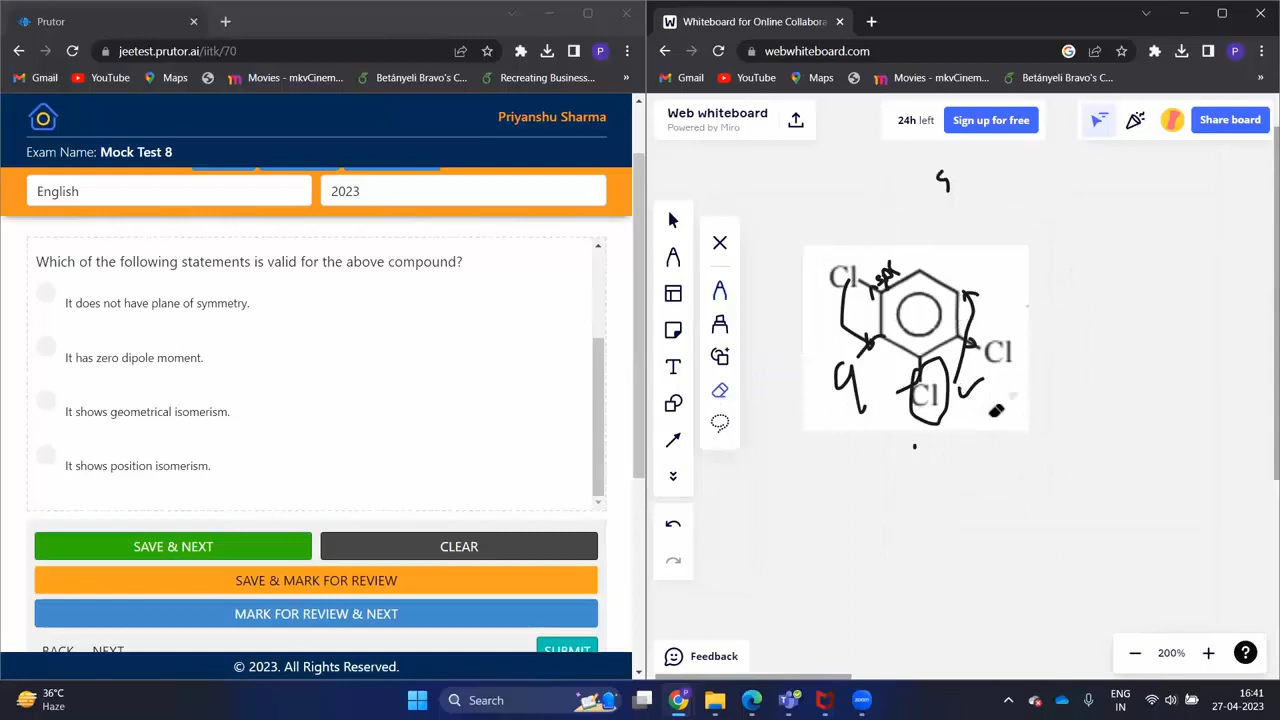 Prutor
jeetest.prutor.ai/iitk/70
P
Gmail
YouTube
Maps
Movies - mkvCinem...
Betányeli Bravo's C...
Recreating Business...
»
Priyanshu Sharma
Exam Name: Mock Test 8
English
2023
Which of the following statements is valid for the above compound?
It does not have plane of symmetry.
It has zero dipole moment.
It shows geometrical isomerism.
It shows position isomerism.
SAVE & NEXT
CLEAR
SAVE & MARK FOR REVIEW
MARK FOR REVIEW & NEXT
BACK
NEXT
SUBMIT
© 2023. All Rights Reserved.
Whiteboard for Online Collabora
webwhiteboard.com
P
Gmail
YouTube
Maps
Movies - mkvCinem...
Betányeli Bravo's C...
»
Web whiteboard
Powered by Miro
24h left
Sign up for free
Share board
Cl
Cl
Cl
Feedback
200%
36°C
Haze
Search
ENG
IN
16:41
27-04-2023